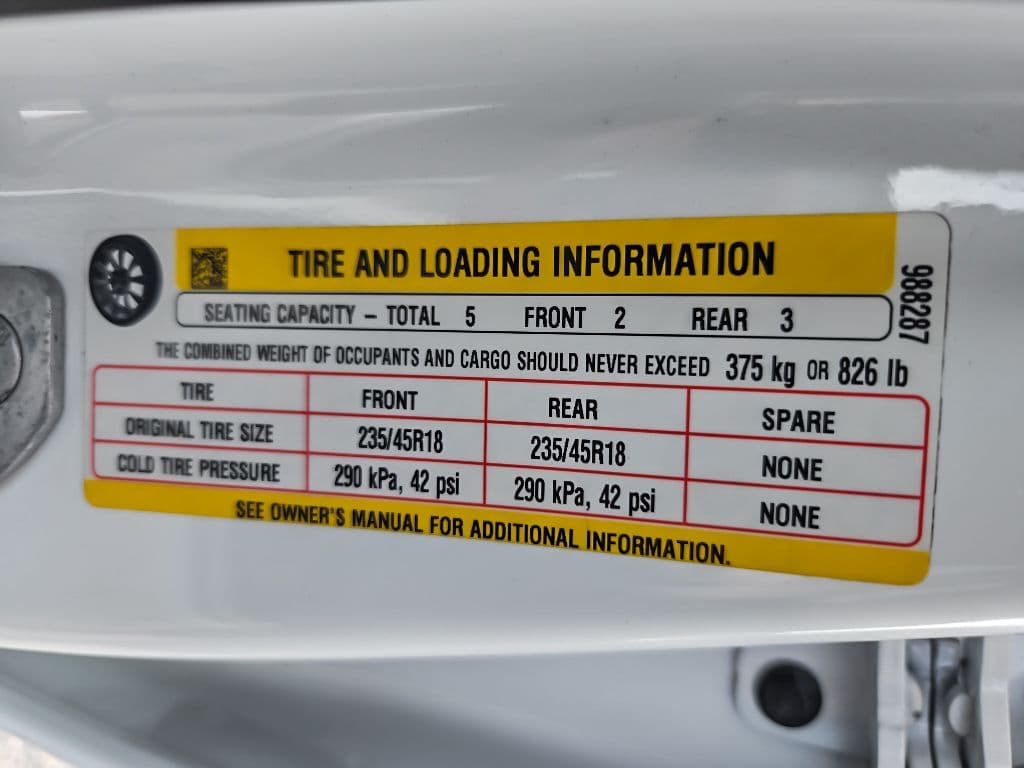 TIRE AND LOADING INFORMATION
SEATING CAPACITY – TOTAL 5 FRONT 2 REAR 3
THE COMBINED WEIGHT OF OCCUPANTS AND CARGO SHOULD NEVER EXCEED 375 kg OR 826 lb
TIRE FRONT REAR SPARE
ORIGINAL TIRE SIZE 235/45R18 235/45R18 NONE
COLD TIRE PRESSURE 290 kPa, 42 psi 290 kPa, 42 psi NONE
SEE OWNER'S MANUAL FOR ADDITIONAL INFORMATION.
988287